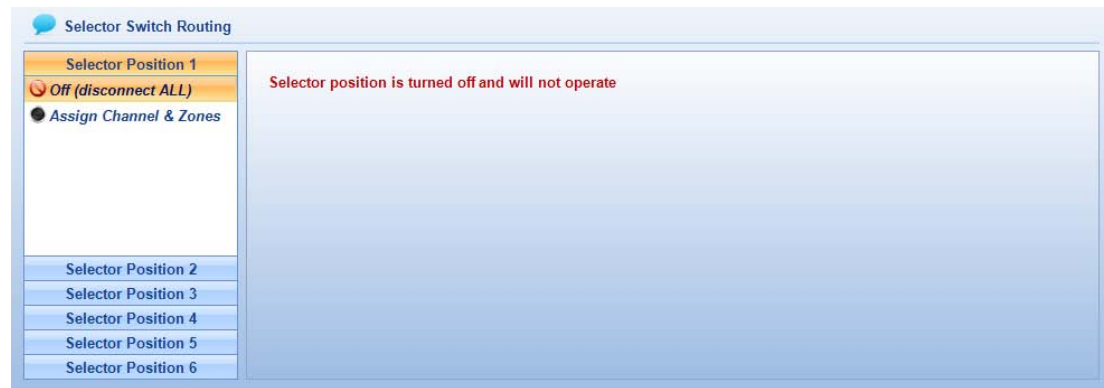 Selector Switch Routing
Selector Position 1
Off (disconnect ALL)
Assign Channel & Zones
Selector position is turned off and will not operate
Selector Position 2
Selector Position 3
Selector Position 4
Selector Position 5
Selector Position 6